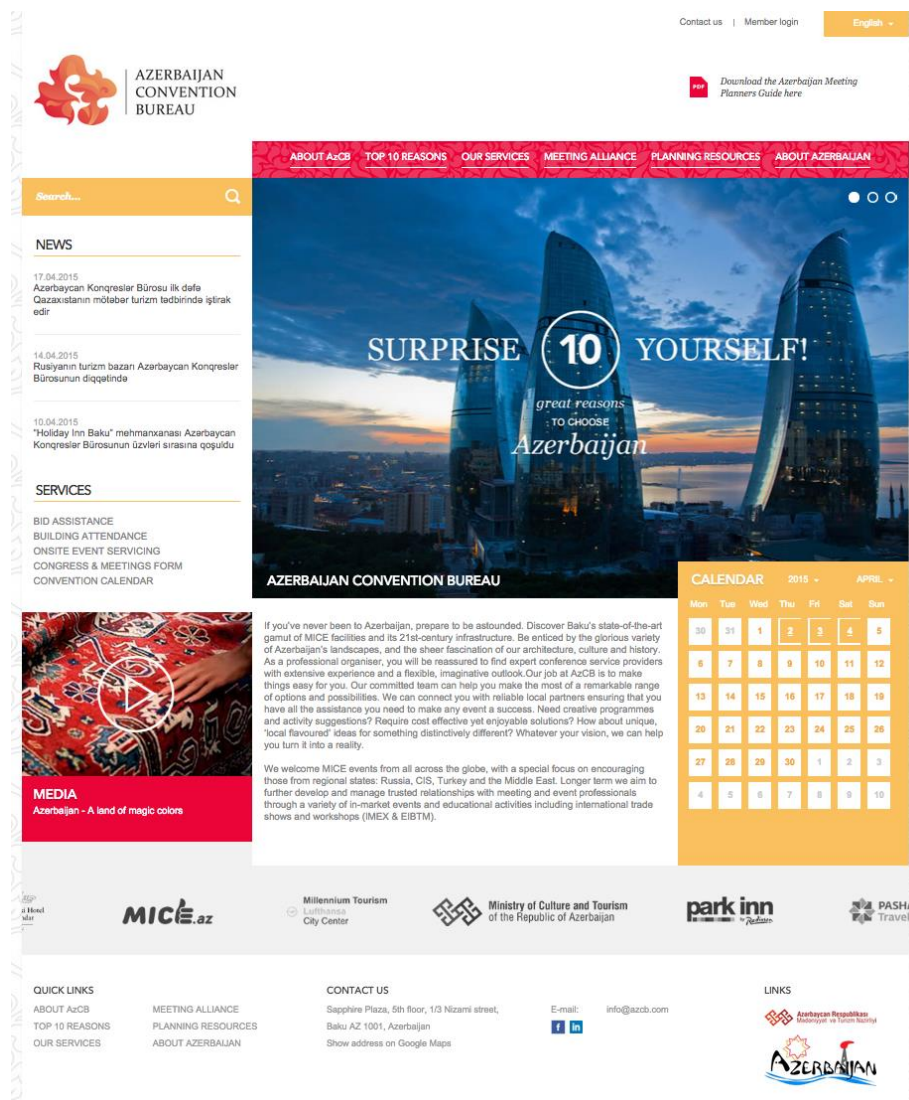 Contact us | Member login
English
AZERBAIJAN
CONVENTION
BUREAU
PDF
Download the Azerbaijan Meeting
Planners Guide here
ABOUT AzCB TOP 10 REASONS OUR SERVICES MEETING ALLIANCE PLANNING RESOURCES ABOUT AZERBAIJAN
Search...
NEWS
17.04.2015
Azərbaycan Konqreslər Bürosu ilk dəfə
Qazaxıstanın mötəbər turizm tədbirində iştirak
edir
14.04.2015
Rusiyanın turizm bazarı Azərbaycan Konqreslər
Bürosunun diqqətində
10.04.2015
"Holiday Inn Baku" mehmanxanası Azərbaycan
Konqreslər Bürosunun üzvləri sırasına qoşuldu
SERVICES
BID ASSISTANCE
BUILDING ATTENDANCE
ONSITE EVENT SERVICING
CONGRESS & MEETINGS FORM
CONVENTION CALENDAR
SURPRISE 10 YOURSELF!
great reasons
TO CHOOSE
Azerbaijan
AZERBAIJAN CONVENTION BUREAU
MEDIA
Azerbaijan - A land of magic colors
If you've never been to Azerbaijan, prepare to be astounded. Discover Baku's state-of-the-art
gamut of MICE facilities and its 21st-century infrastructure. Be enticed by the glorious variety
of Azerbaijan's landscapes, and the sheer fascination of our architecture, culture and history.
As a professional organiser, you will be reassured to find expert conference service providers
with extensive experience and a flexible, imaginative outlook.Our job at AzCB is to make
things easy for you. Our committed team can help you make the most of a remarkable range
of options and possibilities. We can connect you with reliable local partners ensuring that you
have all the assistance you need to make any event a success. Need creative programmes
and activity suggestions? Require cost effective yet enjoyable solutions? How about unique,
'local flavoured' ideas for something distinctively different? Whatever your vision, we can help
you turn it into a reality.
We welcome MICE events from all across the globe, with a special focus on encouraging
those from regional states: Russia, CIS, Turkey and the Middle East. Longer term we aim to
further develop and manage trusted relationships with meeting and event professionals
through a variety of in-market events and educational activities including international trade
shows and workshops (IMEX & EIBTM).
CALENDAR 2015 APRIL
Mon Tue Wed Thu Fri Sat Sun
30 31 1 2 3 4 5
6 7 8 9 10 11 12
13 14 15 16 17 18 19
20 21 22 23 24 25 26
27 28 29 30 1 2 3
4 5 6 7 8 9 10
Hotel
MICE.az
Millennium Tourism
Lufthansa
City Center
Ministry of Culture and Tourism
of the Republic of Azerbaijan
park inn
by Radisson
PASHA
Travel
QUICK LINKS
ABOUT AzCB
TOP 10 REASONS
OUR SERVICES
MEETING ALLIANCE
PLANNING RESOURCES
ABOUT AZERBAIJAN
CONTACT US
Sapphire Plaza, 5th floor, 1/3 Nizami street,
Baku AZ 1001, Azerbaijan
Show address on Google Maps
E-mail: info@azcb.com
f in
LINKS
Azərbaycan Respublikası
Mədəniyyət və Turizm Nazirliyi
AZERBAIJAN